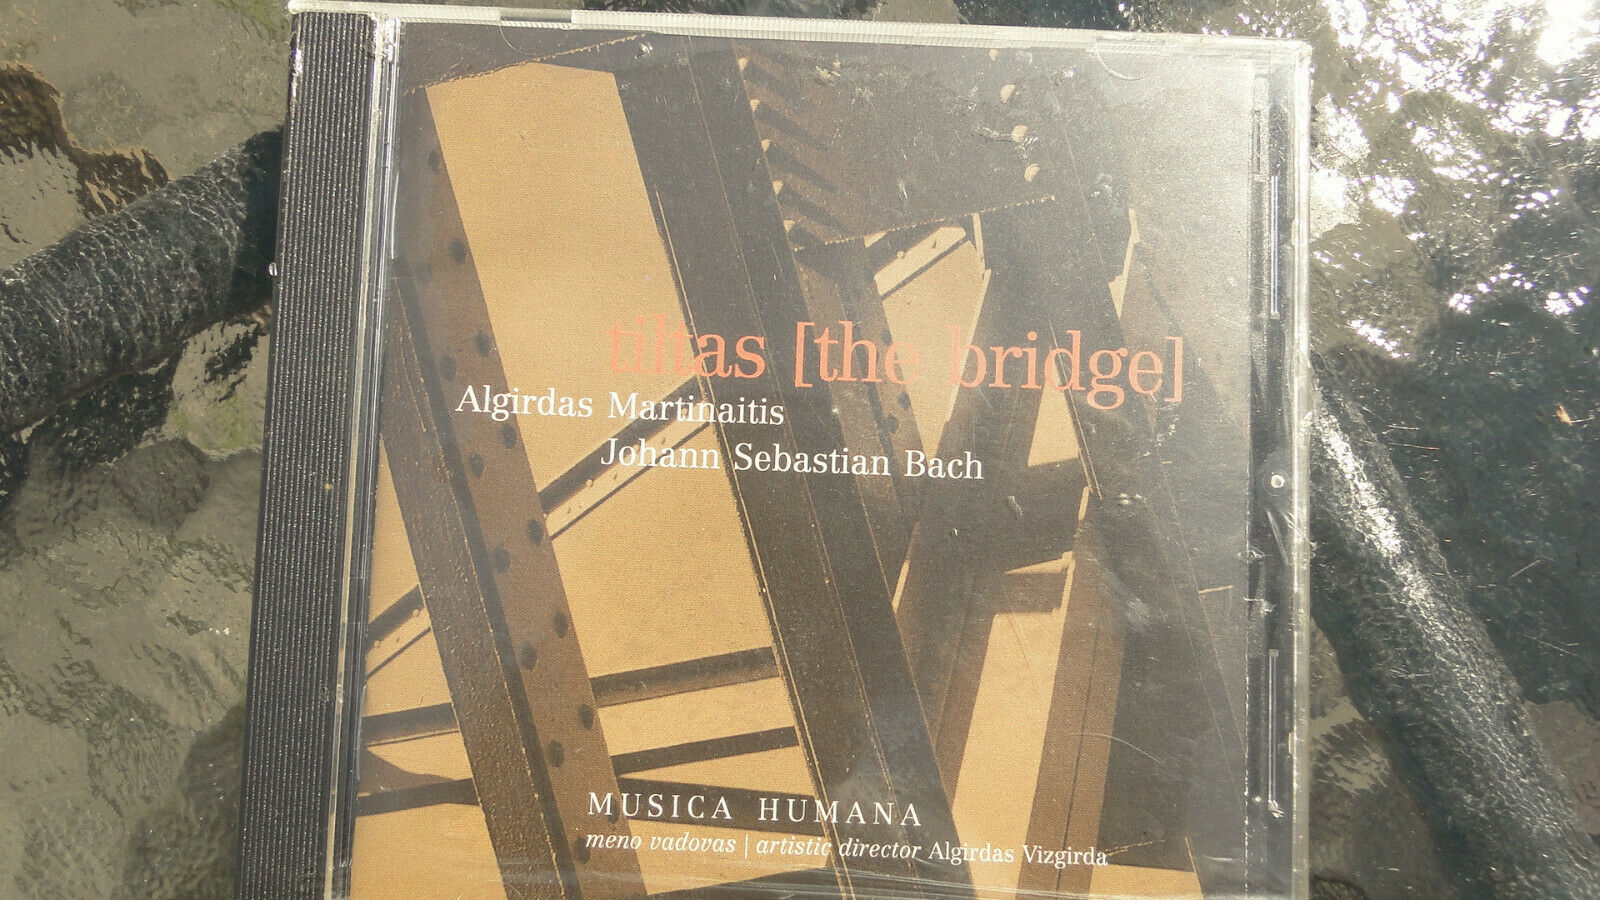 tiltas [the bridge]
Algirdas Martinaitis
Johann Sebastian Bach
MUSICA HUMANA
meno vadovas | artistic director Algirdas Vizgirda